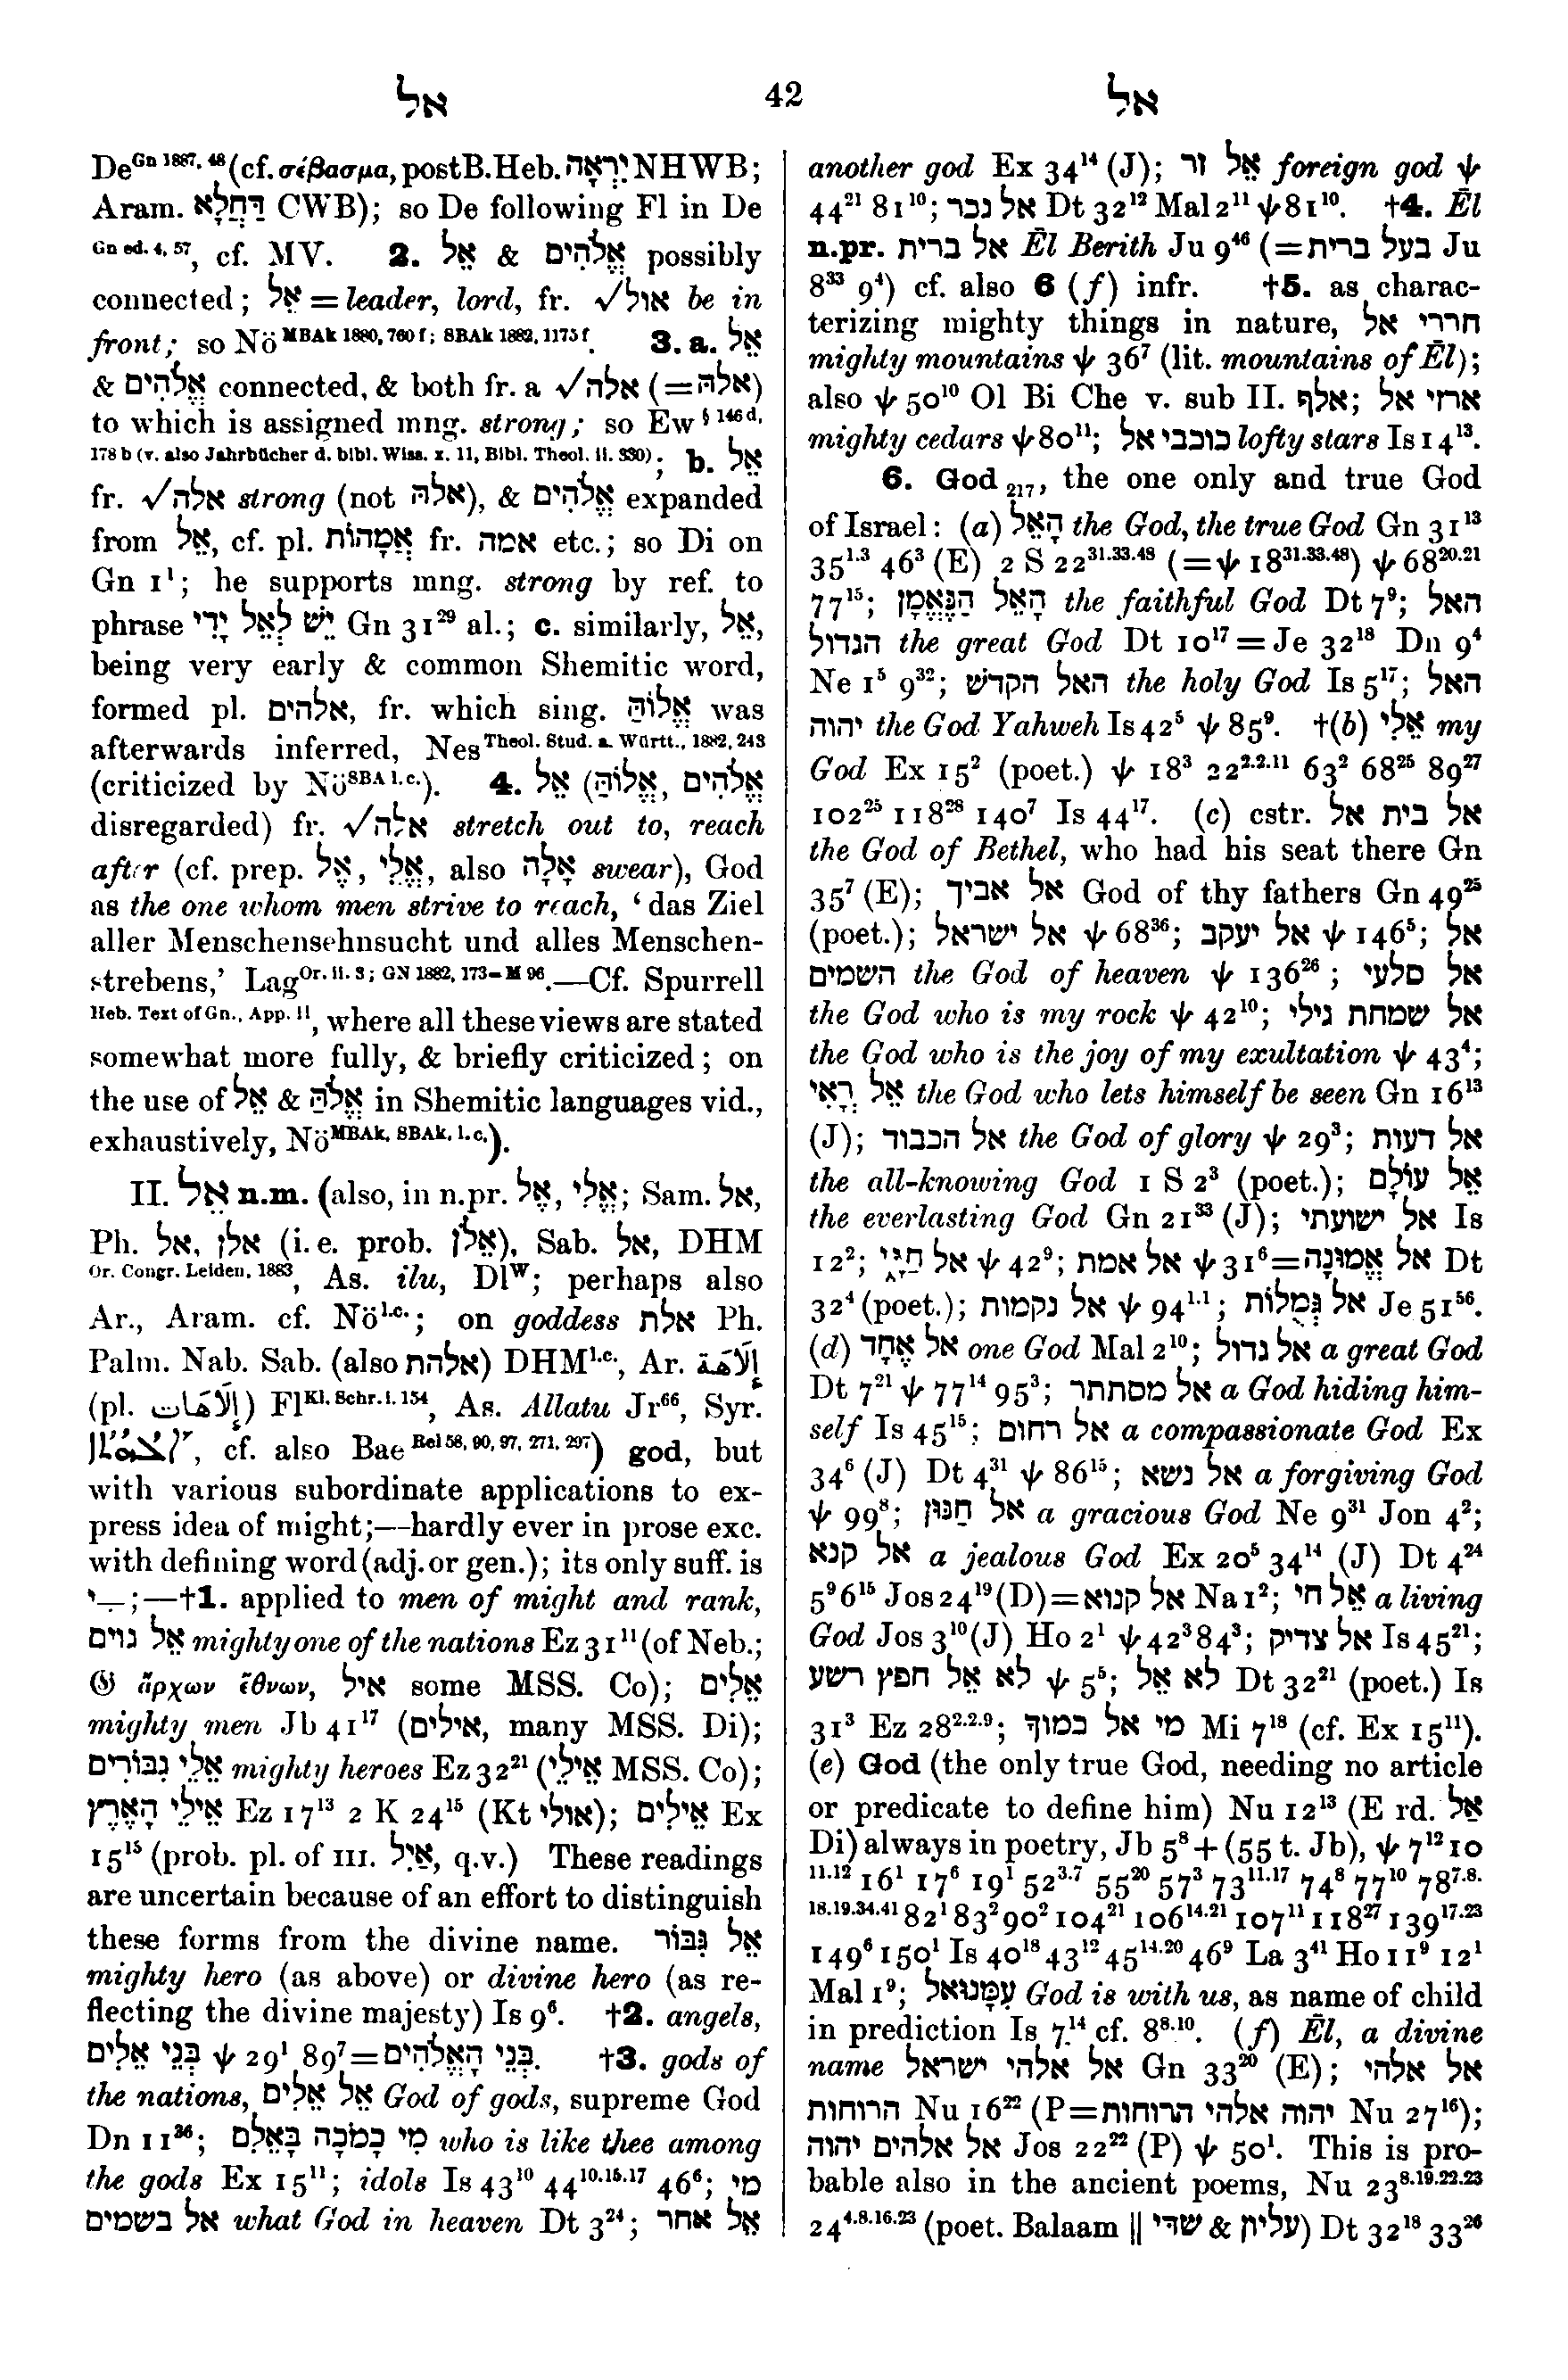 אל 42 אל
De^Gn 1887, 48 (cf. σέβασμα, postB.Heb. יִרְאָה NHWB;
Aram. דַּחְלָא CWB); so De following Fl in De
^Gn ed. 4, 57, cf. MV. 2. אֵל & אֱלֹהִים possibly
connected; אֵל = leader, lord, fr. √אול be in
front; so Nö^MBAk 1880, 760 f; SBAk 1882, 1175 f. 3. a. אֵל
& אֱלֹהִים connected, & both fr. a √אלה (=אלהּ)
to which is assigned mng. strong; so Ew^§ 146 d,
^178 b (v. also Jahrbücher d. bibl. Wiss. x. 11, Bibl. Theol. ii. 330); b. אֵל
fr. √אלה strong (not אלהּ), & אֱלֹהִים expanded
from אֵל, cf. pl. אֲמָהוֹת fr. אמה etc.; so Di on
Gn 1^1; he supports mng. strong by ref. to
phrase יֶשׁ לְאֵל יָדִי Gn 31^29 al.; c. similarly, אֵל,
being very early & common Shemitic word,
formed pl. אלהים, fr. which sing. אֱלוֹהַּ was
afterwards inferred, Nes^Theol. Stud. a. Württ., 1882, 243
(criticized by Nö^SBA l.c.). 4. אֵל (אֱלוֹהַּ, אֱלֹהִים
disregarded) fr. √אלה stretch out to, reach
after (cf. prep. אֶל, אֱלֵי, also אָלָה swear), God
as the one whom men strive to reach, ‘das Ziel
aller Menschensehnsucht und alles Menschen-
strebens,’ Lag^Or. ii. 3; GN 1882, 173–M 96.—Cf. Spurrell
^Heb. Text of Gn., App. ii, where all these views are stated
somewhat more fully, & briefly criticized; on
the use of אֵל & אֱלֹהַּ in Shemitic languages vid.,
exhaustively, Nö^MBAk, SBAk, l.c.).
II. אֵל n.m. (also, in n.pr. אֶל, אֱלִי; Sam. אל,
Ph. אל, אלן (i.e. prob. אֵלֹן), Sab. אל, DHM
^Or. Congr. Leiden, 1883, As. ilu, Dl^W; perhaps also
Ar., Aram. cf. Nö^l.c.; on goddess אלת Ph.
Palm. Nab. Sab. (also אלהת) DHM^l.c., Ar. إِلَاهَة
(pl. إِلَاهَات) Fl^Kl. Schr. i. 154, As. Allatu Jr^66, Syr.
cf. also Bae^Rel 58, 90, 97, 271, 297) god, but
with various subordinate applications to ex-
press idea of might;—hardly ever in prose exc.
with defining word (adj. or gen.); its only suff. is
‑ִי;—†1. applied to men of might and rank,
אֵל גוים mighty one of the nations Ez 31^11 (of Neb.;
𝔊 ἄρχων ἐθνων, איל some MSS. Co); אֵלִים
mighty men Jb 41^17 (אילים, many MSS. Di);
אֵלֵי גִבּוֹרִים mighty heroes Ez 32^21 (אֵילֵי MSS. Co);
אֵילֵי הָאָרֶץ Ez 17^13 2 K 24^15 (Kt אולי); אֵילִים Ex
15^15 (prob. pl. of III. אַיִל, q.v.) These readings
are uncertain because of an effort to distinguish
these forms from the divine name. אֵל גִּבּוֹר
mighty hero (as above) or divine hero (as re-
flecting the divine majesty) Is 9^6. †2. angels,
בְּנֵי אֵלִים ψ 29^1 89^7=בְּנֵי הָאֱלֹהִים. †3. gods of
the nations, אֵל אֵלִים God of gods, supreme God
Dn 11^36; מִי כָמֹכָה בָּאֵלִם who is like thee among
the gods Ex 15^11; idols Is 43^10 44^10.15.17 46^6; מי
אל בשמים what God in heaven Dt 3^24; אֵל אחר
another god Ex 34^14 (J); אֵל זר foreign god ψ
44^21 81^10; אל נכר Dt 32^12 Mal 2^11 ψ 81^10. †4. Ēl
n.pr. אל ברית Ēl Berith Ju 9^46 (=בעל ברית Ju
8^33 9^4) cf. also 6 (f) infr. †5. as charac-
terizing mighty things in nature, חררי אל
mighty mountains ψ 36^7 (lit. mountains of Ēl);
also ψ 50^10 Ol Bi Che v. sub II. אלף; ארזי אל
mighty cedars ψ 80^11; כוכבי אל lofty stars Is 14^13.
6. God_217, the one only and true God
of Israel: (a) הָאֵל the God, the true God Gn 31^13
35^1.3 46^3 (E) 2 S 22^31.33.48 (=ψ 18^31.33.48) ψ 68^20.21
77^15; הָאֵל הַנֶּאֱמָן the faithful God Dt 7^9; האל
הגדול the great God Dt 10^17=Je 32^18 Dn 9^4
Ne 1^5 9^32; האל הקדשׁ the holy God Is 5^17; האל
יהוה the God Yahweh Is 42^5 ψ 85^9. †(b) אֵלִי my
God Ex 15^2 (poet.) ψ 18^3 22^2.2.11 63^2 68^25 89^27
102^25 118^28 140^7 Is 44^17. (c) cstr. אל בית אל
the God of Bethel, who had his seat there Gn
35^7 (E); אל אביך God of thy fathers Gn 49^25
(poet.); אל ישראל ψ 68^36; אל יעקב ψ 146^5; אל
השמים the God of heaven ψ 136^26; אל סלעי
the God who is my rock ψ 42^10; אל שמחת גילי
the God who is the joy of my exultation ψ 43^4;
אֵל רֳאִי the God who lets himself be seen Gn 16^13
(J); אל הכבוד the God of glory ψ 29^3; אל דעות
the all-knowing God 1 S 2^3 (poet.); אֵל עוֹלָם
the everlasting God Gn 21^33 (J); אל ישועתי Is
12^2; אל חַיָּי ψ 42^9; אל אמת ψ 31^6=אל אֱמוּנָה Dt
32^4 (poet.); אל נקמות ψ 94^1.1; אל גְּמֻלוֹת Je 51^56.
(d) אל אֶחָד one God Mal 2^10; אל גדול a great God
Dt 7^21 ψ 77^14 95^3; אל מסתתר a God hiding him-
self Is 45^15; אל רחום a compassionate God Ex
34^6 (J) Dt 4^31 ψ 86^15; אל נשא a forgiving God
ψ 99^8; אל חַנּוּן a gracious God Ne 9^31 Jon 4^2;
אל קנא a jealous God Ex 20^5 34^14 (J) Dt 4^24
5^9 6^15 Jos 24^19 (D)=אל קנוא Na 1^2; אֵל חי a living
God Jos 3^10 (J) Ho 2^1 ψ 42^3 84^3; אל צדיק Is 45^21;
לא אֵל חפץ רשע ψ 5^5; לא אֵל Dt 32^21 (poet.) Is
31^3 Ez 28^2.2.9; מי אל כמוך Mi 7^18 (cf. Ex 15^11).
(e) God (the only true God, needing no article
or predicate to define him) Nu 12^13 (E rd. אַל
Di) always in poetry, Jb 5^8+(55 t. Jb), ψ 7^12 10
^11.12 16^1 17^6 19^1 52^3.7 55^20 57^3 73^11.17 74^8 77^10 78^7.8.
^18.19.34.41 82^1 83^2 90^2 104^21 106^14.21 107^11 118^27 139^17.23
149^6 150^1 Is 40^18 43^12 45^14.20 46^9 La 3^41 Ho 11^9 12^1
Mal 1^9; עִמָּנוּאל God is with us, as name of child
in prediction Is 7^14 cf. 8^8.10. (f) Ēl, a divine
name אל אלהי ישראל Gn 33^20 (E); אל אלהי
הרוחות Nu 16^22 (P=יהוה אלהי הרוחות Nu 27^16);
אל אלהים יהוה Jos 22^22 (P) ψ 50^1. This is pro-
bable also in the ancient poems, Nu 23^8.19.22.23
24^4.8.16.23 (poet. Balaam || שדי & עליון) Dt 32^18 33^26